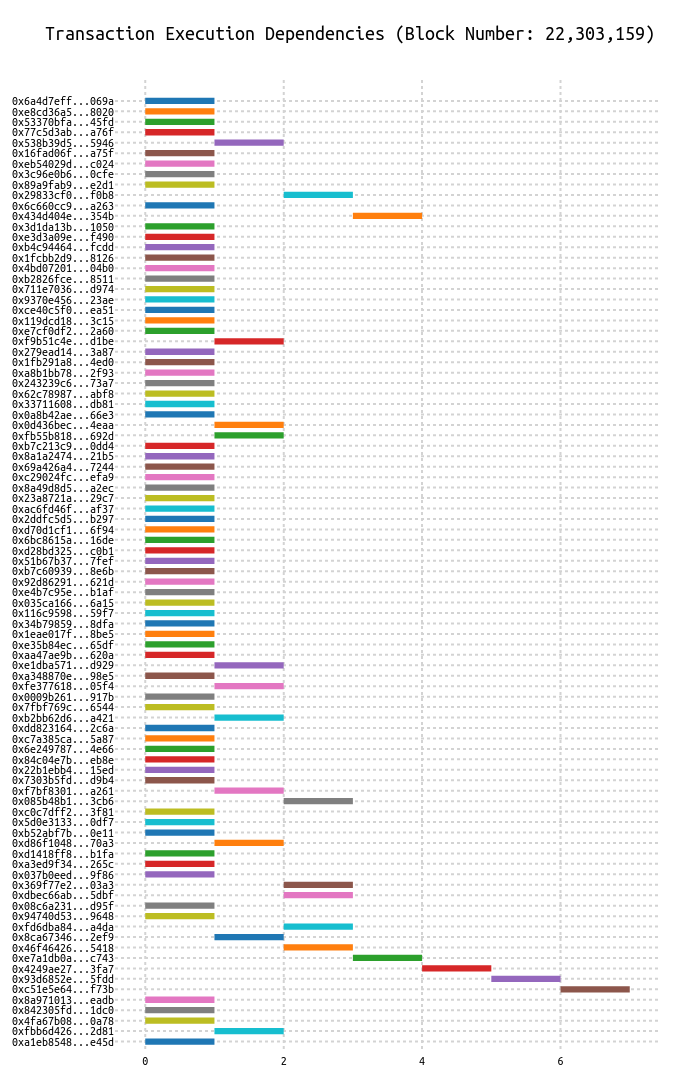 Transaction Execution Dependencies (Block Number: 22,303,159)
0x6a4d7eff...069a
0xe8cd36a5...8020
0x53370bfa...45fd
0x77c5d3ab...a76f
0x538b39d5...5946
0x16fad06f...a75f
0xeb54029d...c024
0x3c96e0b6...0cfe
0x89a9fab9...e2d1
0x29833cf0...f0b8
0x6c660cc9...a263
0x434d404e...354b
0x3d1da13b...1050
0xe3d3a09e...f490
0xb4c94464...fcdd
0x1fcbb2d9...8126
0x4bd07201...04b0
0xb2826fce...8511
0x711e7036...d974
0x9370e456...23ae
0xce40c5f0...ea51
0x119dcd18...3c15
0xe7cf0df2...2a60
0xf9b51c4e...d1be
0x279ead14...3a87
0x1fb291a8...4ed0
0xa8b1bb78...2f93
0x243239c6...73a7
0x62c78987...abf8
0x33711608...db81
0x0a8b42ae...66e3
0x0d436bec...4eaa
0xfb55b818...692d
0xb7c213c9...0dd4
0x8a1a2474...21b5
0x69a426a4...7244
0xc29024fc...efa9
0x8a49d8d5...a2ec
0x23a8721a...29c7
0xac6fd46f...af37
0x2ddfc5d5...b297
0xd70d1cf1...6f94
0x6bc8615a...16de
0xd28bd325...c0b1
0x51b67b37...7fef
0xb7c60939...8e6b
0x92d86291...621d
0xe4b7c95e...b1af
0x035ca166...6a15
0x116c9598...59f7
0x34b79859...8dfa
0x1eae017f...8be5
0xe35b84ec...65df
0xaa47ae9b...620a
0xe1dba571...d929
0xa348870e...98e5
0xfe377618...05f4
0x0009b261...917b
0x7fbf769c...6544
0xb2bb62d6...a421
0xdd823164...2c6a
0xc7a385ca...5a87
0x6e249787...4e66
0x84c04e7b...eb8e
0x22b1ebb4...15ed
0x7303b5fd...d9b4
0xf7bf8301...a261
0x085b48b1...3cb6
0xc0c7dff2...3f81
0x5d0e3133...0df7
0xb52abf7b...0e11
0xd86f1048...70a3
0xd1418ff8...b1fa
0xa3ed9f34...265c
0x037b0eed...9f86
0x369f77e2...03a3
0xdbec66ab...5dbf
0x08c6a231...d95f
0x94740d53...9648
0xfd6dba84...a4da
0x8ca67346...2ef9
0x46f46426...5418
0xe7a1db0a...c743
0x4249ae27...3fa7
0x93d6852e...5fdd
0xc51e5e64...f73b
0x8a971013...eadb
0x842305fd...1dc0
0x4fa67b08...0a78
0xfbb6d426...2d81
0xa1eb8548...e45d
0 2 4 6